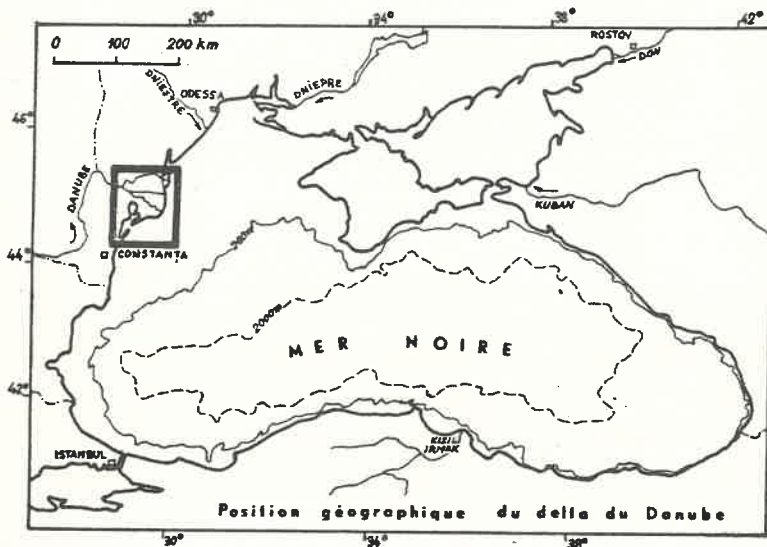 30° 34° 38° 42°
0 100 200 km
ROSTOV
DON
DNIESTRE
ODESSA
DNIEPRE
46°
DANUBE
KUBAN
CONSTANTA
44°
200m
2000m
MER NOIRE
42°
ISTANBUL
KIZIL
IRMAK
Position géographique du delta du Danube
30° 34° 38°